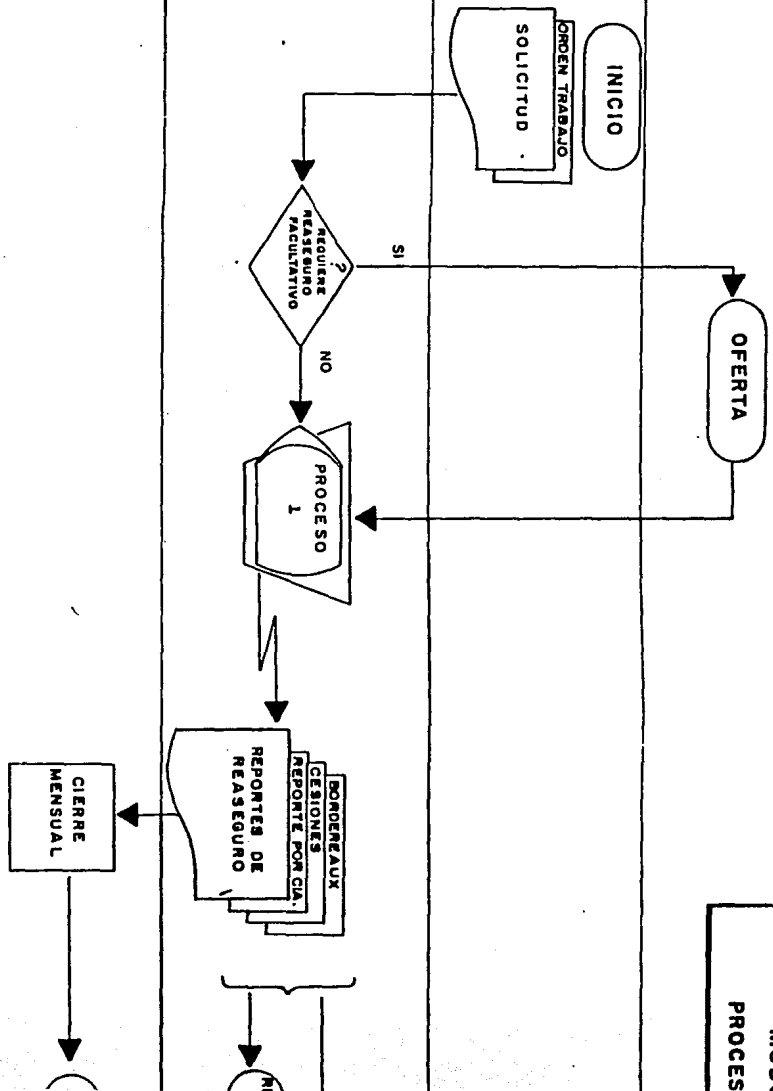 INICIO
ORDEN TRABAJO
SOLICITUD
?
REQUIERE
REASEGURO
FACULTATIVO
SI
NO
OFERTA
PROCESO
1
BORDEREAUX
CESIONES
REPORTE POR CIA.
REPORTES DE
REASEGURO
CIERRE
MENSUAL
PROCES